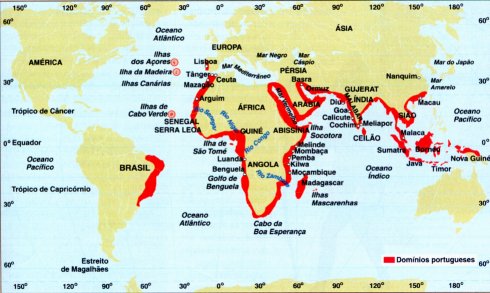 120° 90° 60° 30° 0° 30° 60° 90° 120° 150°
60°
60°
Oceano
Atlântico
EUROPA
ÁSIA
Ilhas
dos Açores
Lisboa
Mar Negro
Mar
Cáspio
Mar do Japão
AMÉRICA
Ilha da Madeira
Tânger
Ceuta
Mar Mediterrâneo
PÉRSIA
Nanquim
Mar
Amarelo
30°
30°
Mazagão
Basra
Ormuz
Ilhas Canárias
GUJERAT
Macau
Trópico de Câncer
Arguim
ÁFRICA
Mar Vermelho
ARABIA
Diu
ÍNDIA
Oceano
Pacífico
Ilhas de
Cabo Verde
Goa
MALABAR
SIÃO
Rio Níger
Calicute
Meliapor
SENEGAL
Cochim
SERRA LEOA
GUINÉ
ABISSÍNIA
Ilha
Socotora
CEILÃO
Malaca
0° Equador
0°
Ilha de
São Tomé
Rio Congo
Melinde
Mombaça
Sumatra
Bornéu
Oceano
Pacífico
Luanda
Pemba
Kilwa
Oceano
Índico
Java
Timor
Nova Guiné
BRASIL
ANGOLA
Benguela
Moçambique
Trópico de Capricórnio
Golfo de
Benguela
Rio Zambeze
Madagascar
Ilhas
Mascarenhas
30°
30°
Oceano
Atlântico
Cabo da
Boa Esperança
Estreito
de Magalhães
Domínios portugueses
60°
60°
120° 90° 60° 30° 0° 30° 60° 90° 120° 150°